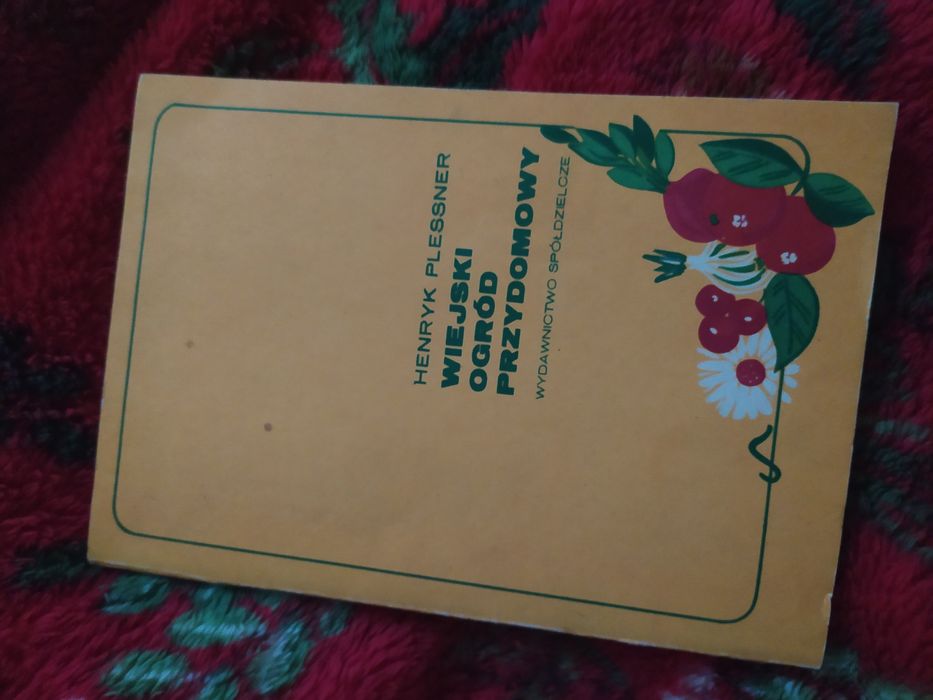 HENRYK PLESSNER
WIEJSKI
OGRÓD
PRZYDOMOWY
WYDAWNICTWO SPÓŁDZIELCZE